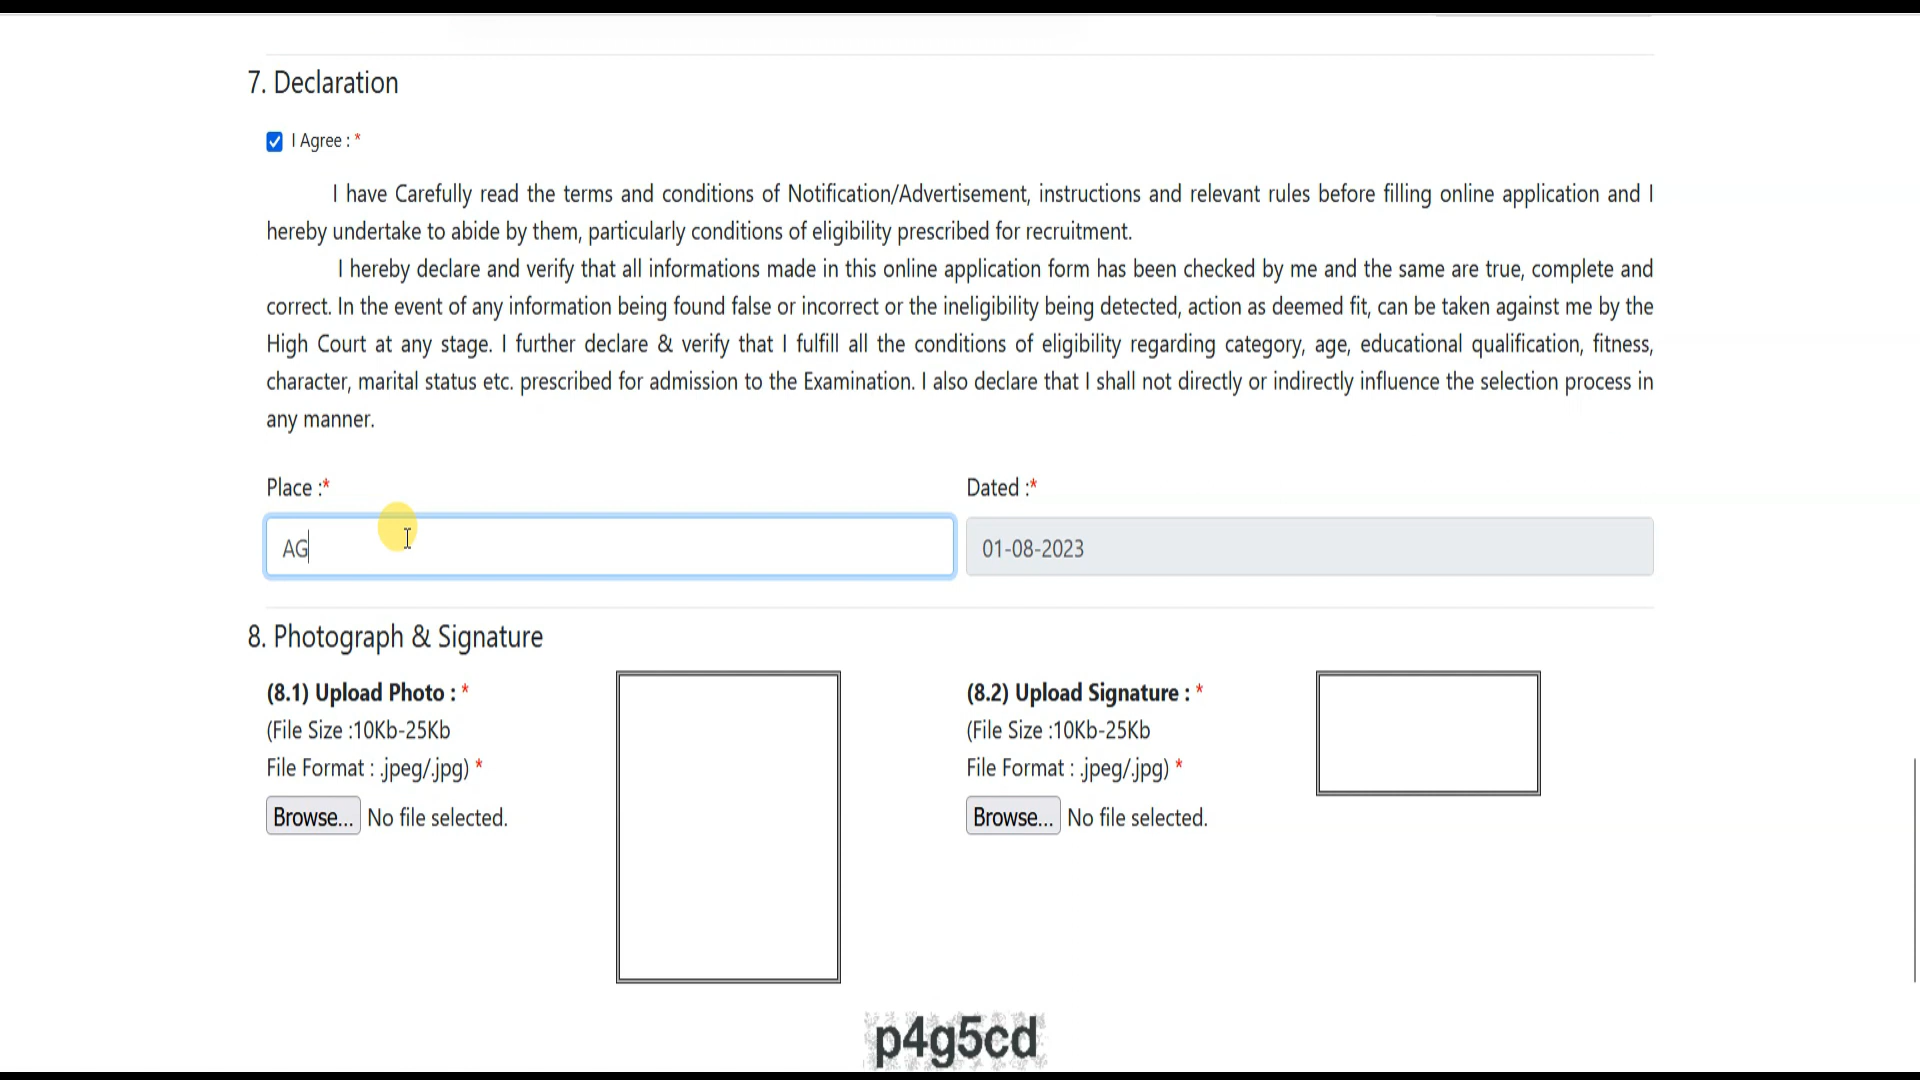 7. Declaration
I Agree : *
I have Carefully read the terms and conditions of Notification/Advertisement, instructions and relevant rules before filling online application and I
hereby undertake to abide by them, particularly conditions of eligibility prescribed for recruitment.
I hereby declare and verify that all informations made in this online application form has been checked by me and the same are true, complete and
correct. In the event of any information being found false or incorrect or the ineligibility being detected, action as deemed fit, can be taken against me by the
High Court at any stage. I further declare & verify that I fulfill all the conditions of eligibility regarding category, age, educational qualification, fitness,
character, marital status etc. prescribed for admission to the Examination. I also declare that I shall not directly or indirectly influence the selection process in
any manner.
Place :* Dated :*
AG 01-08-2023
8. Photograph & Signature
(8.1) Upload Photo : * (8.2) Upload Signature : *
(File Size :10Kb-25Kb (File Size :10Kb-25Kb
File Format : .jpeg/.jpg) * File Format : .jpeg/.jpg) *
Browse... No file selected. Browse... No file selected.
p4g5cd